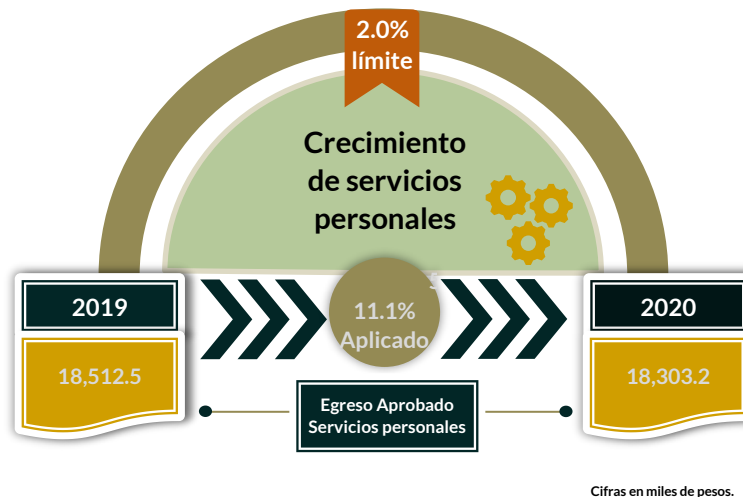 2.0%
límite
Crecimiento
de servicios
personales
2019
11.1%
Aplicado
2020
18,512.5
18,303.2
Egreso Aprobado
Servicios personales
Cifras en miles de pesos.